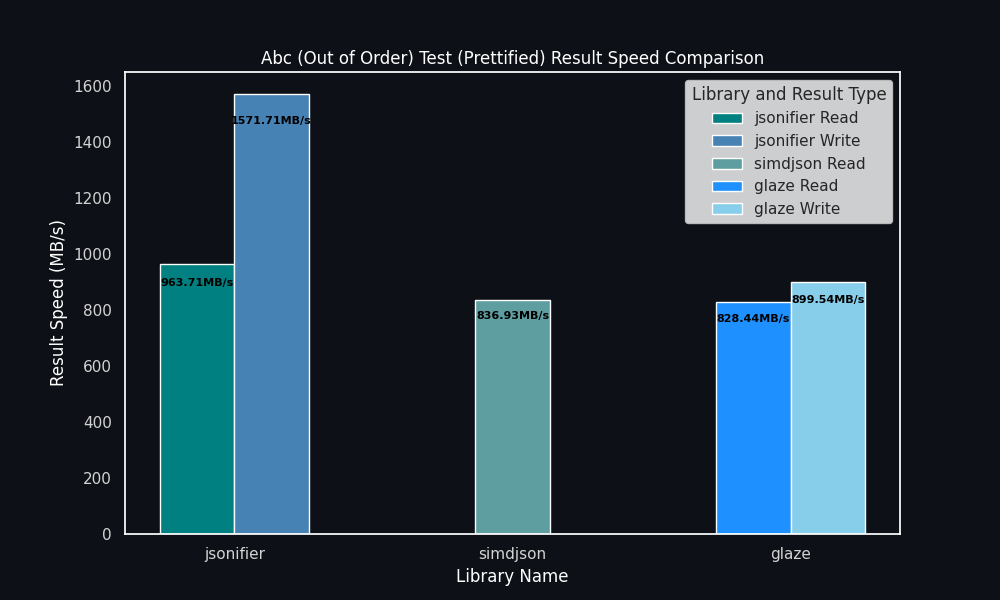 Abc (Out of Order) Test (Prettified) Result Speed Comparison
Result Speed (MB/s)
1600
1400
1200
1000
800
600
400
200
0
1571.71MB/s
963.71MB/s
836.93MB/s
828.44MB/s
899.54MB/s
Library and Result Type
jsonifier Read
jsonifier Write
simdjson Read
glaze Read
glaze Write
jsonifier
simdjson
glaze
Library Name